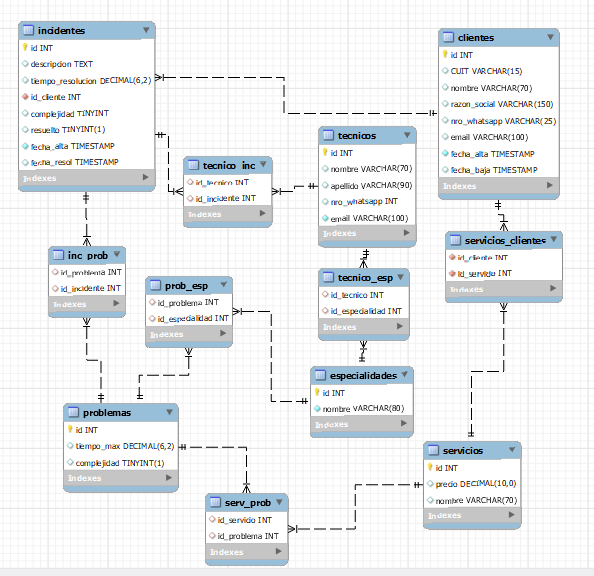 incidentes
id INT
descripcion TEXT
tiempo_resolucion DECIMAL(6,2)
id_cliente INT
complejidad TINYINT
resuelto TINYINT(1)
fecha_alta TIMESTAMP
fecha_resol TIMESTAMP
Indexes
clientes
id INT
CUIT VARCHAR(15)
nombre VARCHAR(70)
razon_social VARCHAR(150)
nro_whatsapp VARCHAR(25)
email VARCHAR(100)
fecha_alta TIMESTAMP
fecha_baja TIMESTAMP
Indexes
tecnicos
id INT
nombre VARCHAR(70)
apellido VARCHAR(90)
nro_whatsapp INT
email VARCHAR(100)
Indexes
tecnico_inc
id_tecnico INT
id_incidente INT
Indexes
servicios_clientes
id_cliente INT
id_servido INT
Indexes
inc_prob
id_problema INT
id_incidente INT
Indexes
prob_esp
id_problema INT
id_especialidad INT
Indexes
tecnico_esp
id_tecnico INT
id_especialidad INT
Indexes
especialidades
id INT
nombre VARCHAR(80)
Indexes
problemas
id INT
tiempo_max DECIMAL(6,2)
complejidad TINYINT(1)
Indexes
servicios
id INT
precio DECIMAL(10,0)
nombre VARCHAR(70)
Indexes
serv_prob
id_servicio INT
id_problema INT
Indexes